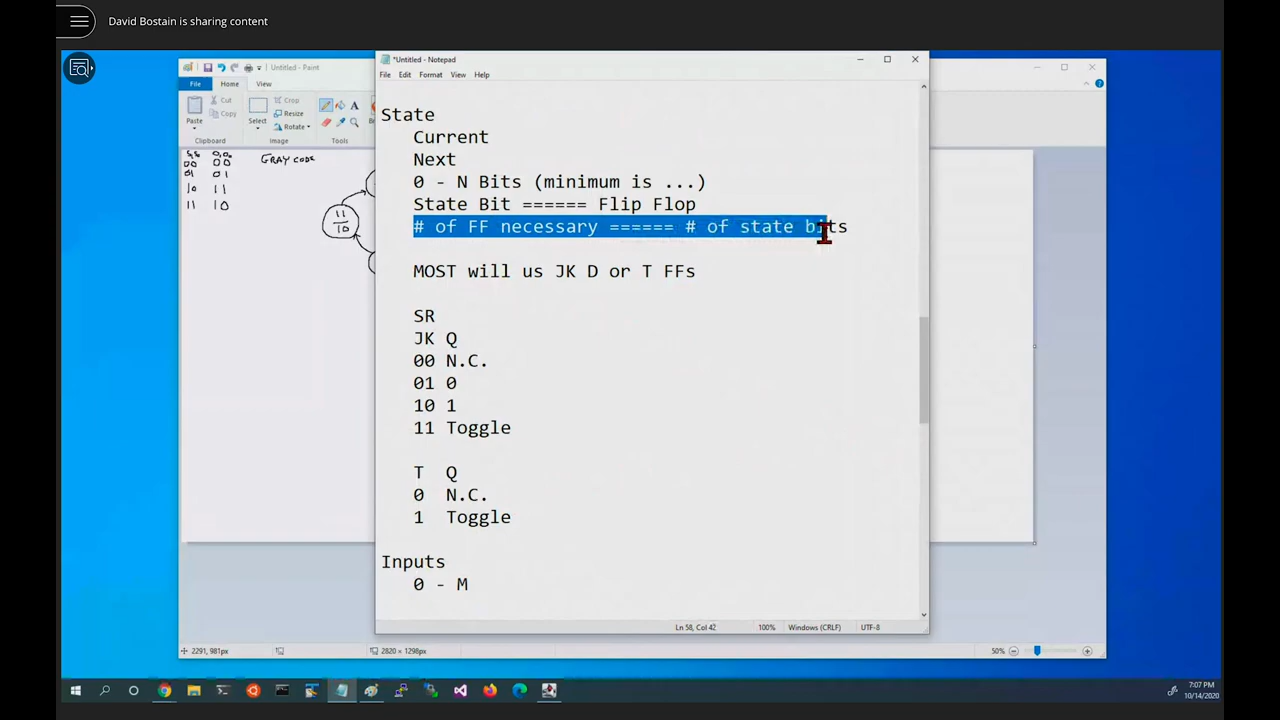 David Bostain is sharing content
Untitled - Paint
File Home View
Paste
Cut
Copy
Clipboard
Select
Crop
Resize
Rotate
Image
A
Tools
00 00
01 01
10 11
11 10
GRAY CODE
11
10
*Untitled - Notepad
File Edit Format View Help
State
Current
Next
0 - N Bits (minimum is ...)
State Bit ====== Flip Flop
# of FF necessary ====== # of state bits
MOST will us JK D or T FFs
SR
JK Q
00 N.C.
01 0
10 1
11 Toggle
T Q
0 N.C.
1 Toggle
Inputs
0 - M
Ln 58, Col 42 100% Windows (CRLF) UTF-8
2291, 981px 2820 × 1298px 50%
7:07 PM
10/14/2020